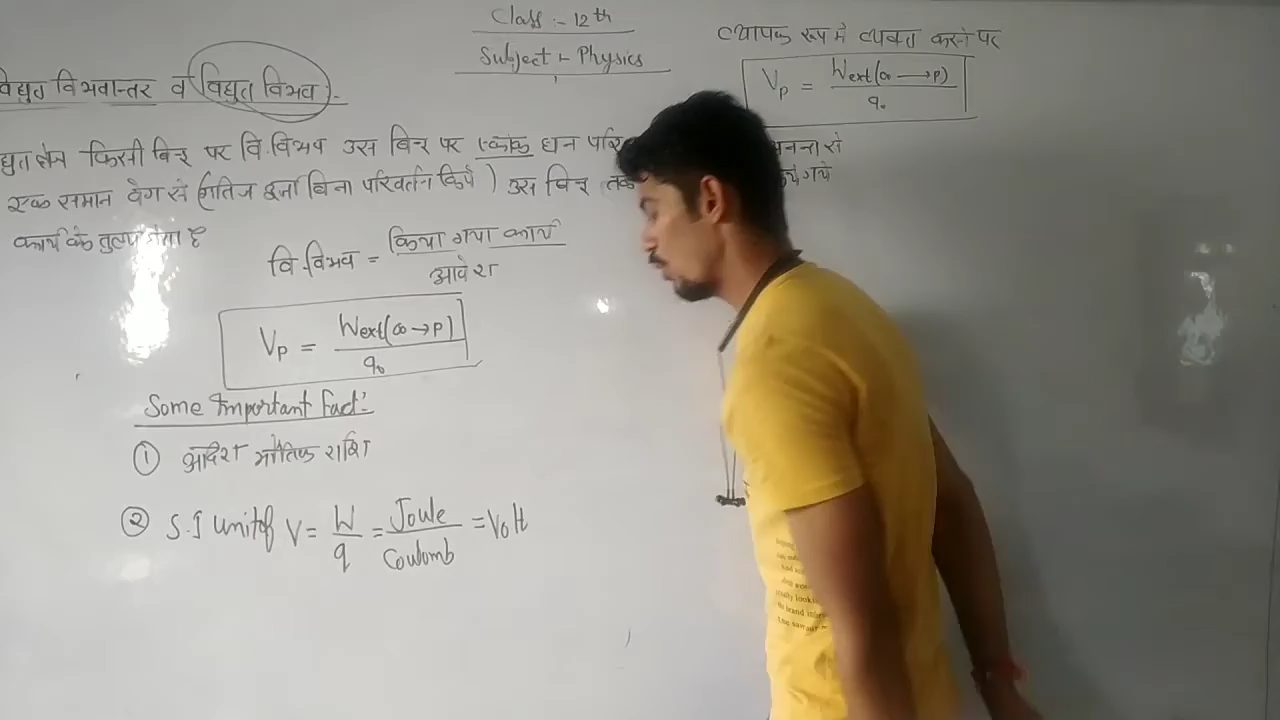 Class :- 12th
Subject :- Physics
व्यापक रूप में व्यक्त करने पर
Vp = Wext(∞ → P) / q₀
विद्युत विभवान्तर व विद्युत विभव :-
किसी बिन्दु पर वि.विभव उस बिन्दु पर एकांक धन
एक समान वेग से (गतिज ऊर्जा बिना परिवर्तन किये) उस बिन्दु तक
कार्य के तुल्य होता है
वि.विभव = किया गया कार्य / आवेश
Vp = Wext(∞ → P) / q₀
Some Important Fact:
① अदिश भौतिक राशि
② S.I unit of V = W / q = Joule / Coulomb = Volt